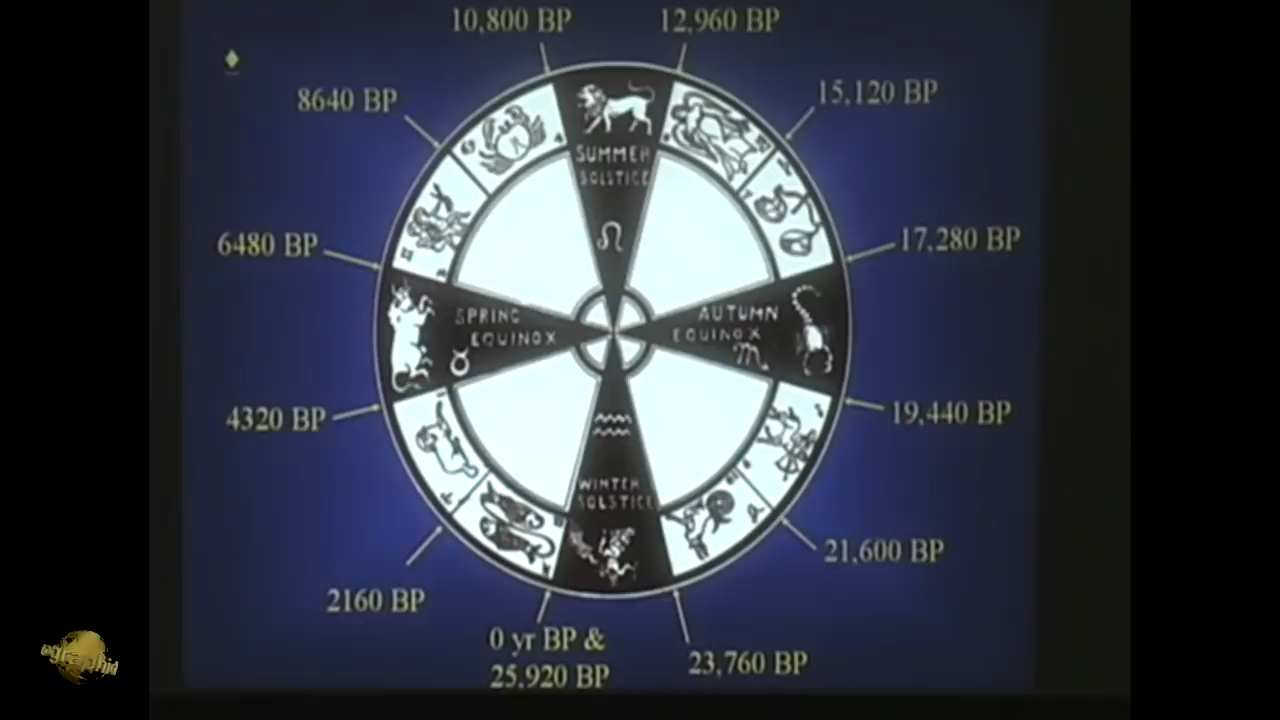 10,800 BP
12,960 BP
8640 BP
15,120 BP
SUMMER
SOLSTICE
♌
6480 BP
17,280 BP
SPRING
EQUINOX
♉
AUTUMN
EQUINOX
♏
4320 BP
19,440 BP
♒
WINTER
SOLSTICE
2160 BP
21,600 BP
0 yr BP &
25,920 BP
23,760 BP